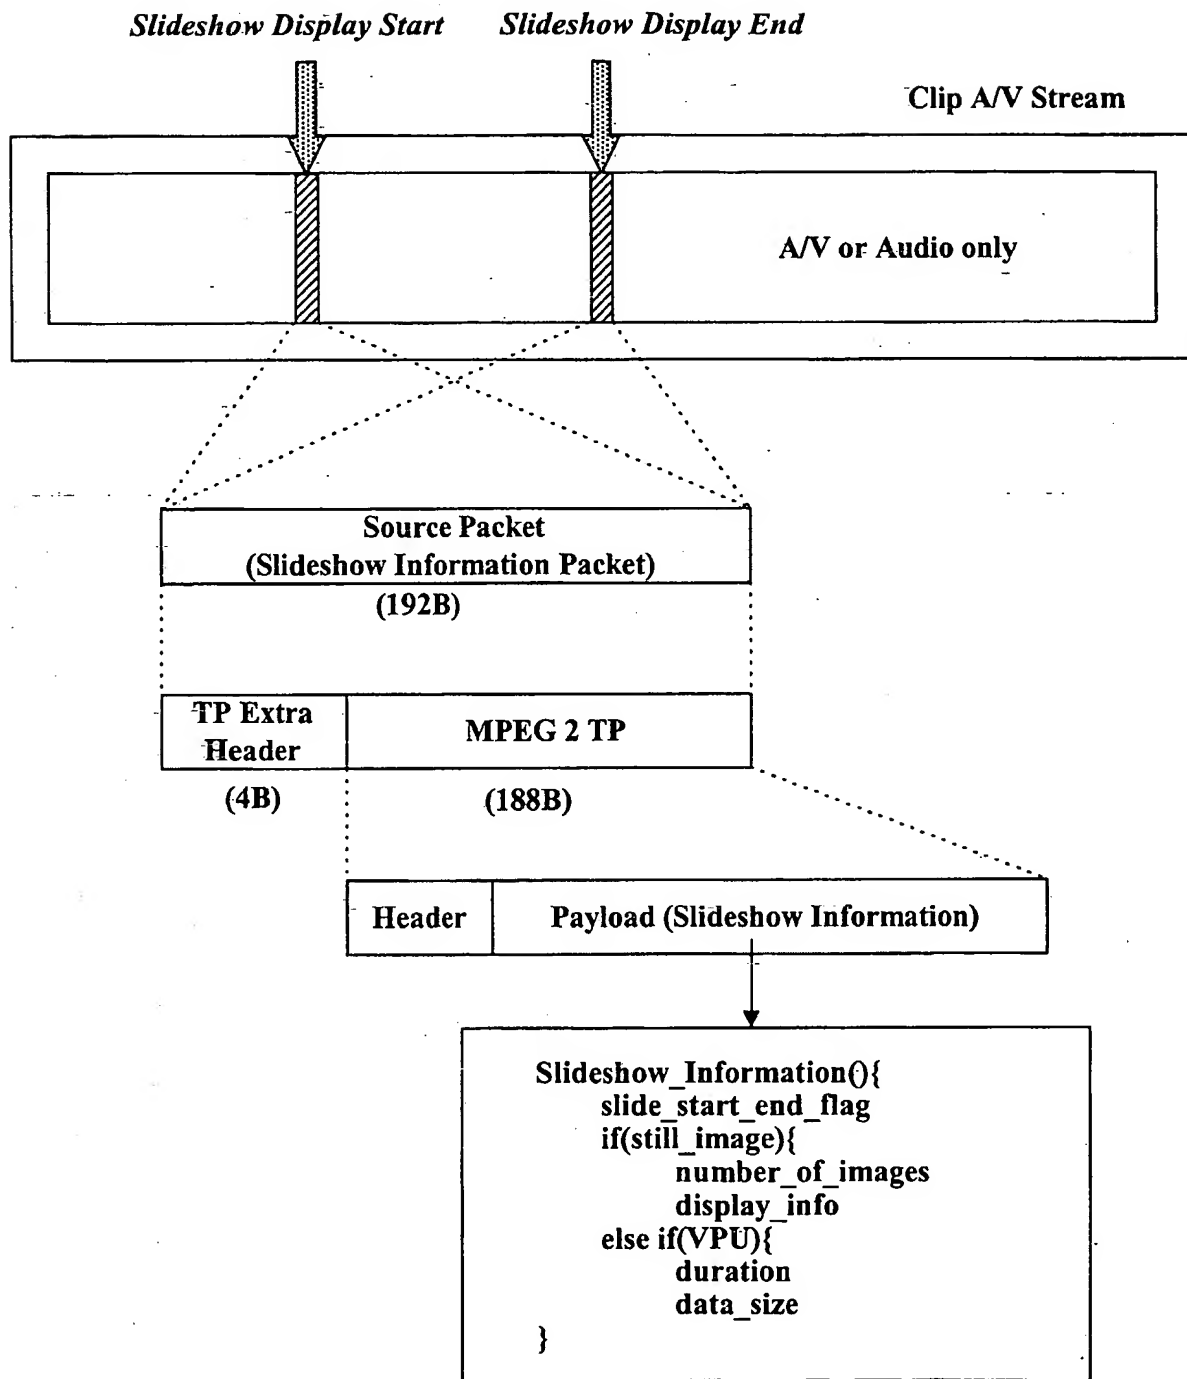 Slideshow Display Start Slideshow Display End
Clip A/V Stream
A/V or Audio only
Source Packet
(Slideshow Information Packet)
(192B)
TP Extra
Header
MPEG 2 TP
(4B) (188B)
Header Payload (Slideshow Information)
Slideshow_Information(){
slide_start_end_flag
if(still_image){
number_of_images
display_info
else if(VPU){
duration
data_size
}